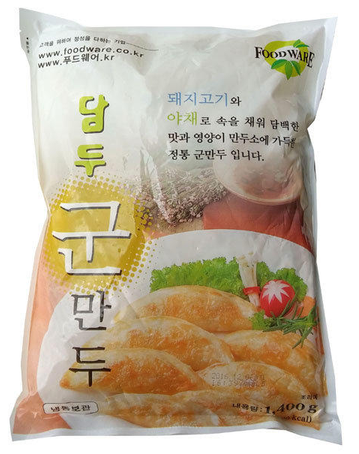 고객을 위하여 정성을 다하는 기업
www.foodware.co.kr
www.푸드웨어.kr
FOODWARE
돼지고기와
야채로 속을 채워 담백한
맛과 영양이 만두소에 가득한
정통 군만두 입니다.
담두
군만두
냉동보관
내용량: 1,400g
kcal)